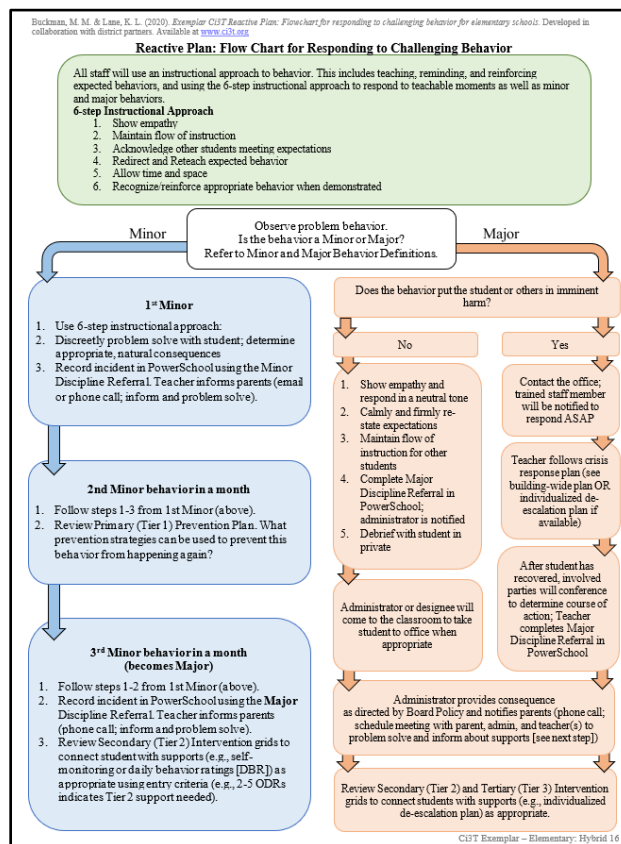 Buckman, M. M. & Lane, K. L. (2020). Exemplar Ci3T Reactive Plan: Flowchart for responding to challenging behavior for elementary schools. Developed in
collaboration with district partners. Available at www.ci3t.org
Reactive Plan: Flow Chart for Responding to Challenging Behavior
All staff will use an instructional approach to behavior. This includes teaching, reminding, and reinforcing
expected behaviors, and using the 6-step instructional approach to respond to teachable moments as well as minor
and major behaviors.
6-step Instructional Approach
1. Show empathy
2. Maintain flow of instruction
3. Acknowledge other students meeting expectations
4. Redirect and Reteach expected behavior
5. Allow time and space
6. Recognize/reinforce appropriate behavior when demonstrated
Minor
Observe problem behavior.
Is the behavior a Minor or Major?
Refer to Minor and Major Behavior Definitions.
Major
1st Minor
1. Use 6-step instructional approach:
2. Discreetly problem solve with student; determine
appropriate, natural consequences
3. Record incident in PowerSchool using the Minor
Discipline Referral. Teacher informs parents (email
or phone call; inform and problem solve).
2nd Minor behavior in a month
1. Follow steps 1-3 from 1st Minor (above).
2. Review Primary (Tier 1) Prevention Plan. What
prevention strategies can be used to prevent this
behavior from happening again?
3rd Minor behavior in a month
(becomes Major)
1. Follow steps 1-2 from 1st Minor (above).
2. Record incident in PowerSchool using the Major
Discipline Referral. Teacher informs parents
(phone call; inform and problem solve).
3. Review Secondary (Tier 2) Intervention grids to
connect student with supports (e.g., self-
monitoring or daily behavior ratings [DBR]) as
appropriate using entry criteria (e.g., 2-5 ODRs
indicates Tier 2 support needed).
Does the behavior put the student or others in imminent
harm?
No
1. Show empathy and
respond in a neutral tone
2. Calmly and firmly re-
state expectations
3. Maintain flow of
instruction for other
students
4. Complete Major
Discipline Referral in
PowerSchool;
administrator is notified
5. Debrief with student in
private
Administrator or designee will
come to the classroom to take
student to office when
appropriate
Yes
Contact the office;
trained staff member
will be notified to
respond ASAP
Teacher follows crisis
response plan (see
building-wide plan OR
individualized de-
escalation plan if
available)
After student has
recovered, involved
parties will conference
to determine course of
action; Teacher
completes Major
Discipline Referral in
PowerSchool
Administrator provides consequence
as directed by Board Policy and notifies parents (phone call;
schedule meeting with parent, admin, and teacher(s) to
problem solve and inform about supports [see next step])
Review Secondary (Tier 2) and Tertiary (Tier 3) Intervention
grids to connect students with supports (e.g., individualized
de-escalation plan) as appropriate.
Ci3T Exemplar – Elementary: Hybrid 16